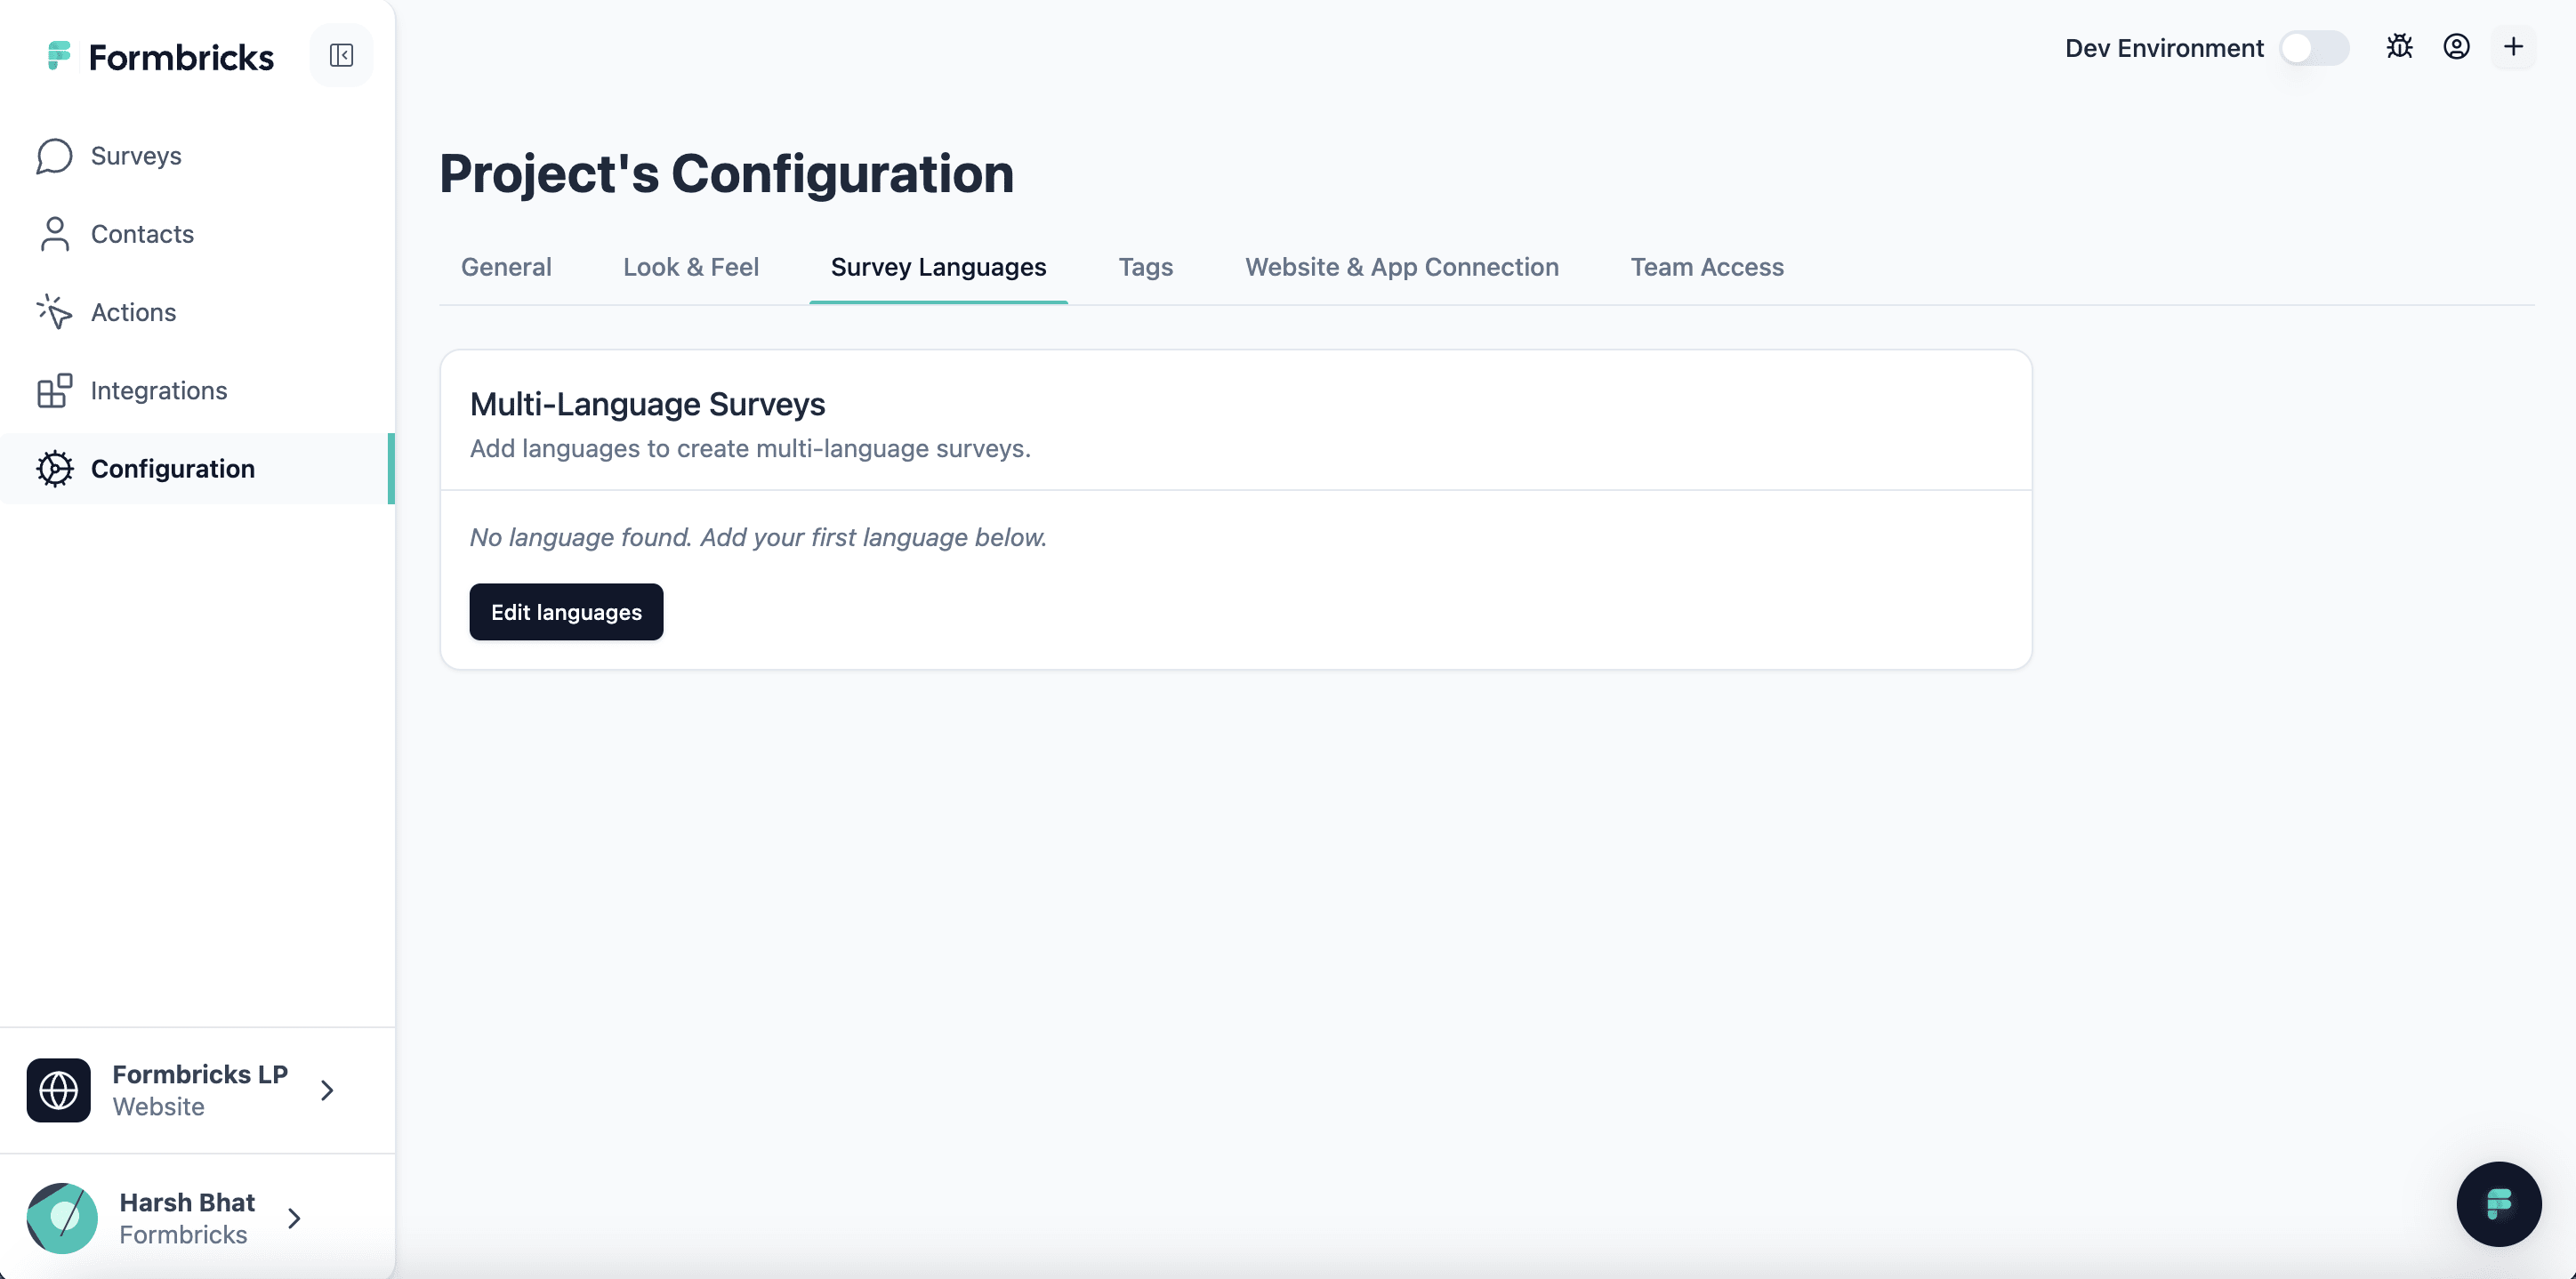 Formbricks
Dev Environment
Surveys
Contacts
Actions
Integrations
Configuration
Project's Configuration
General
Look & Feel
Survey Languages
Tags
Website & App Connection
Team Access
Multi-Language Surveys
Add languages to create multi-language surveys.
No language found. Add your first language below.
Edit languages
Formbricks LP
Website
Harsh Bhat
Formbricks